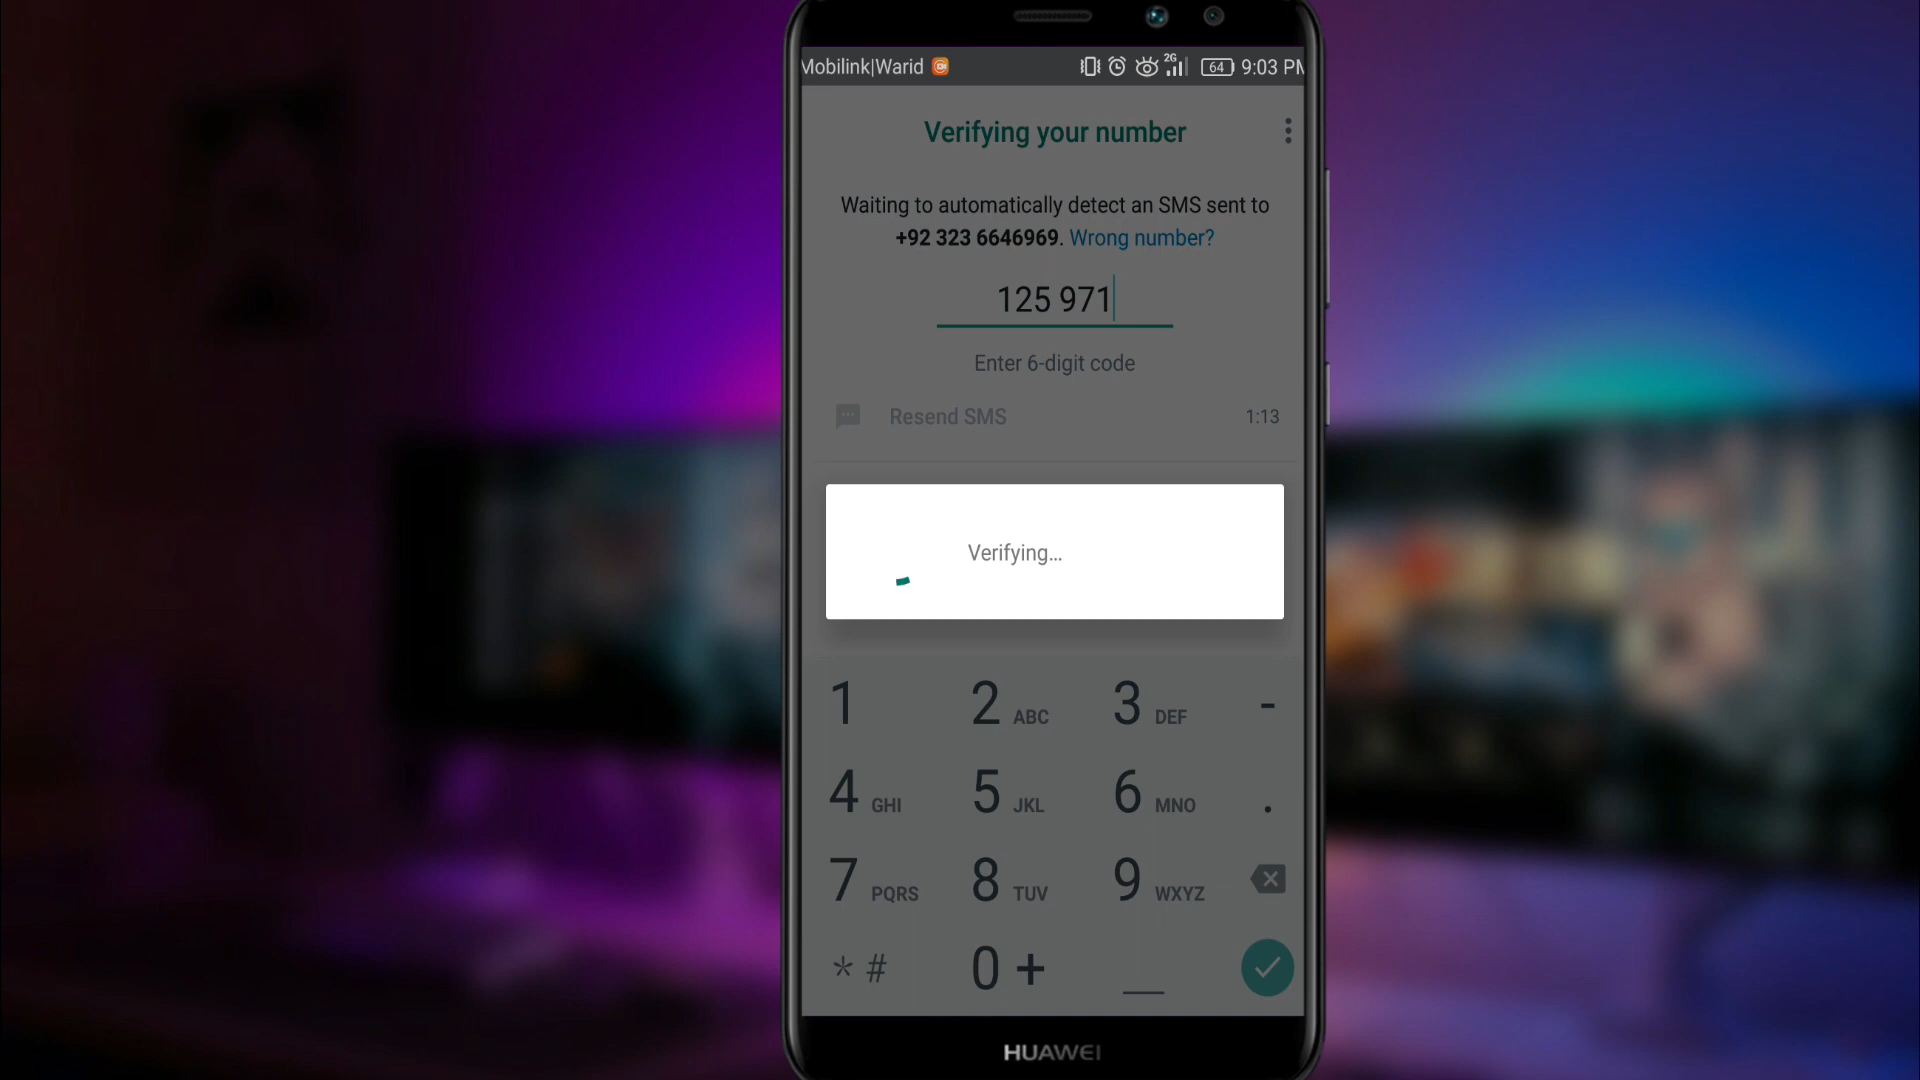 Mobilink|Warid 2G 64 9:03 PM
Verifying your number
Waiting to automatically detect an SMS sent to
+92 323 6646969. Wrong number?
125 971
Enter 6-digit code
Resend SMS 1:13
Verifying...
1 2 ABC 3 DEF -
4 GHI 5 JKL 6 MNO .
7 PQRS 8 TUV 9 WXYZ
* # 0 + _
HUAWEI